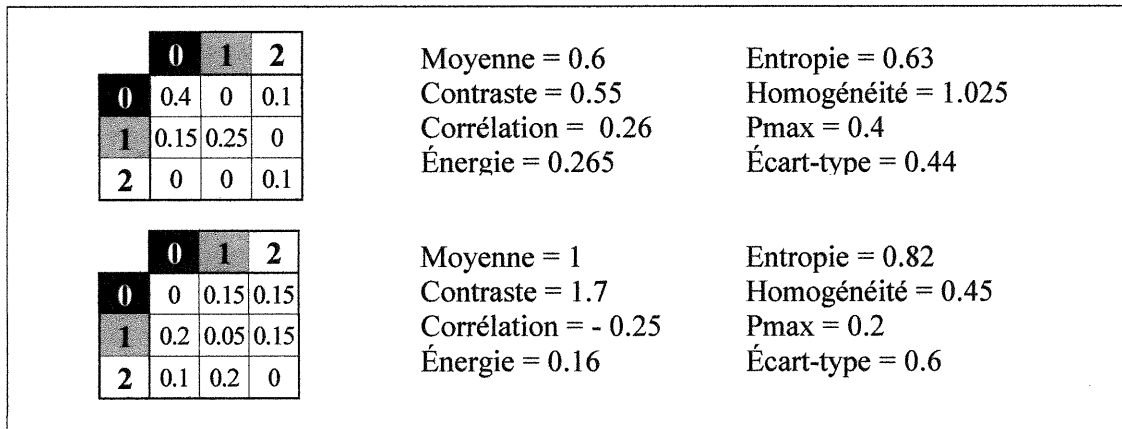 0 1 2
0 0.4 0 0.1
1 0.15 0.25 0
2 0 0 0.1
Moyenne = 0.6
Contraste = 0.55
Corrélation = 0.26
Énergie = 0.265
Entropie = 0.63
Homogénéité = 1.025
Pmax = 0.4
Écart-type = 0.44
0 1 2
0 0 0.15 0.15
1 0.2 0.05 0.15
2 0.1 0.2 0
Moyenne = 1
Contraste = 1.7
Corrélation = - 0.25
Énergie = 0.16
Entropie = 0.82
Homogénéité = 0.45
Pmax = 0.2
Écart-type = 0.6